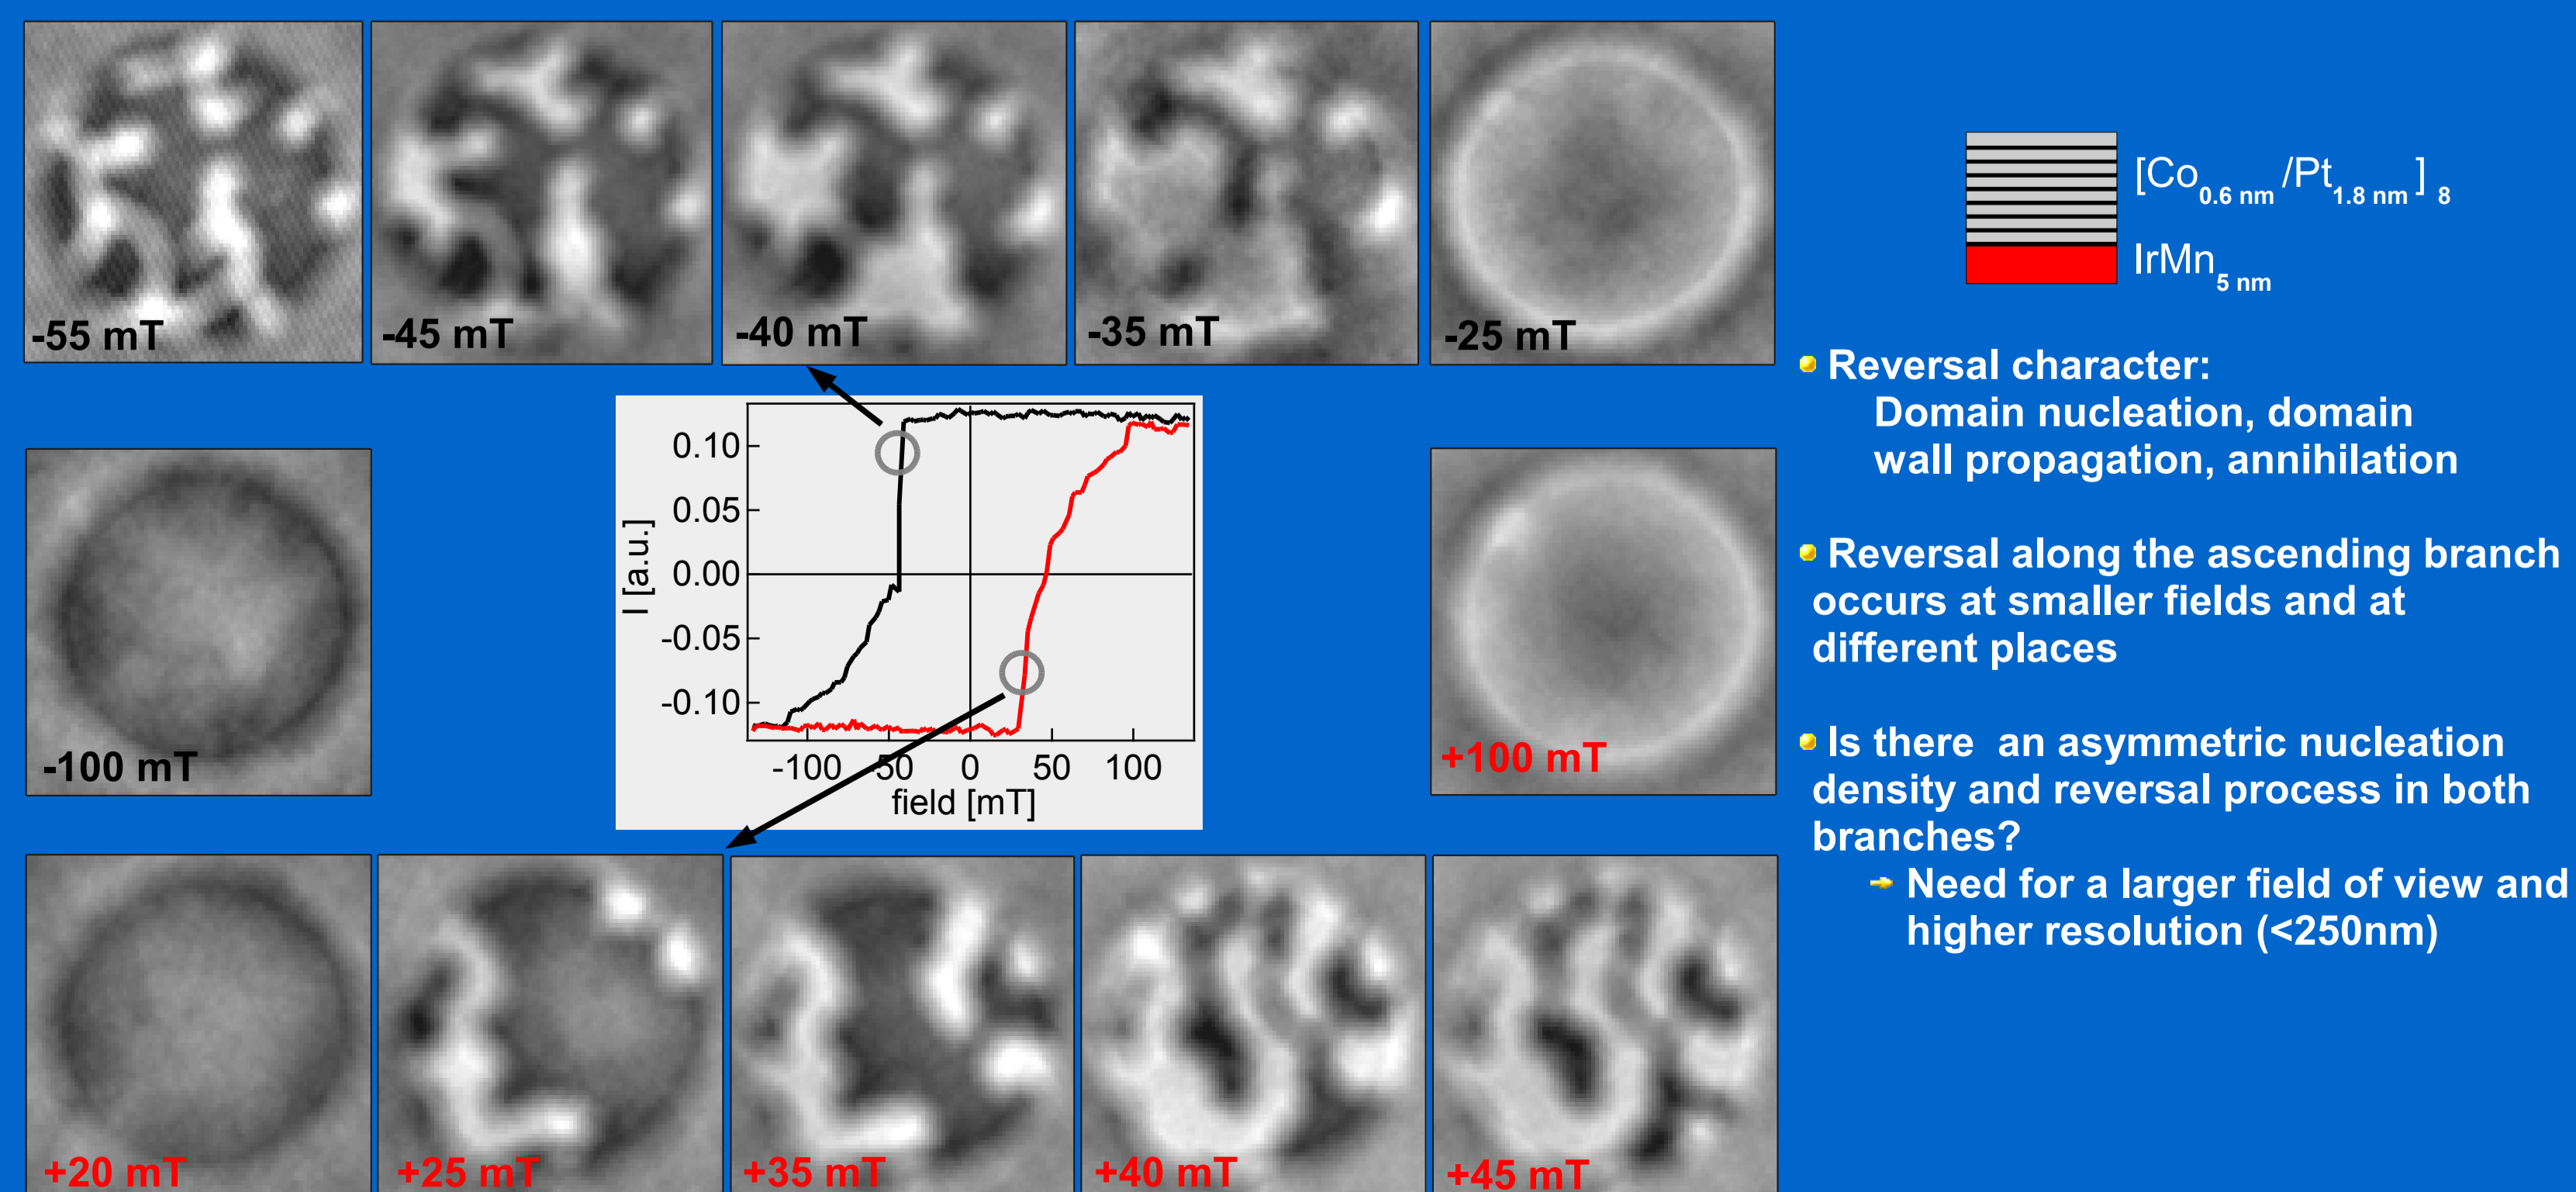 -55 mT
-45 mT
-40 mT
-35 mT
-25 mT
[Co0.6 nm /Pt1.8 nm ] 8
IrMn5 nm
-100 mT
I [a.u.]
0.10
0.05
0.00
-0.05
-0.10
-100 -50 0 50 100
field [mT]
+100 mT
Reversal character:
Domain nucleation, domain
wall propagation, annihilation
Reversal along the ascending branch
occurs at smaller fields and at
different places
Is there an asymmetric nucleation
density and reversal process in both
branches?
Need for a larger field of view and
higher resolution (<250nm)
+20 mT
+25 mT
+35 mT
+40 mT
+45 mT